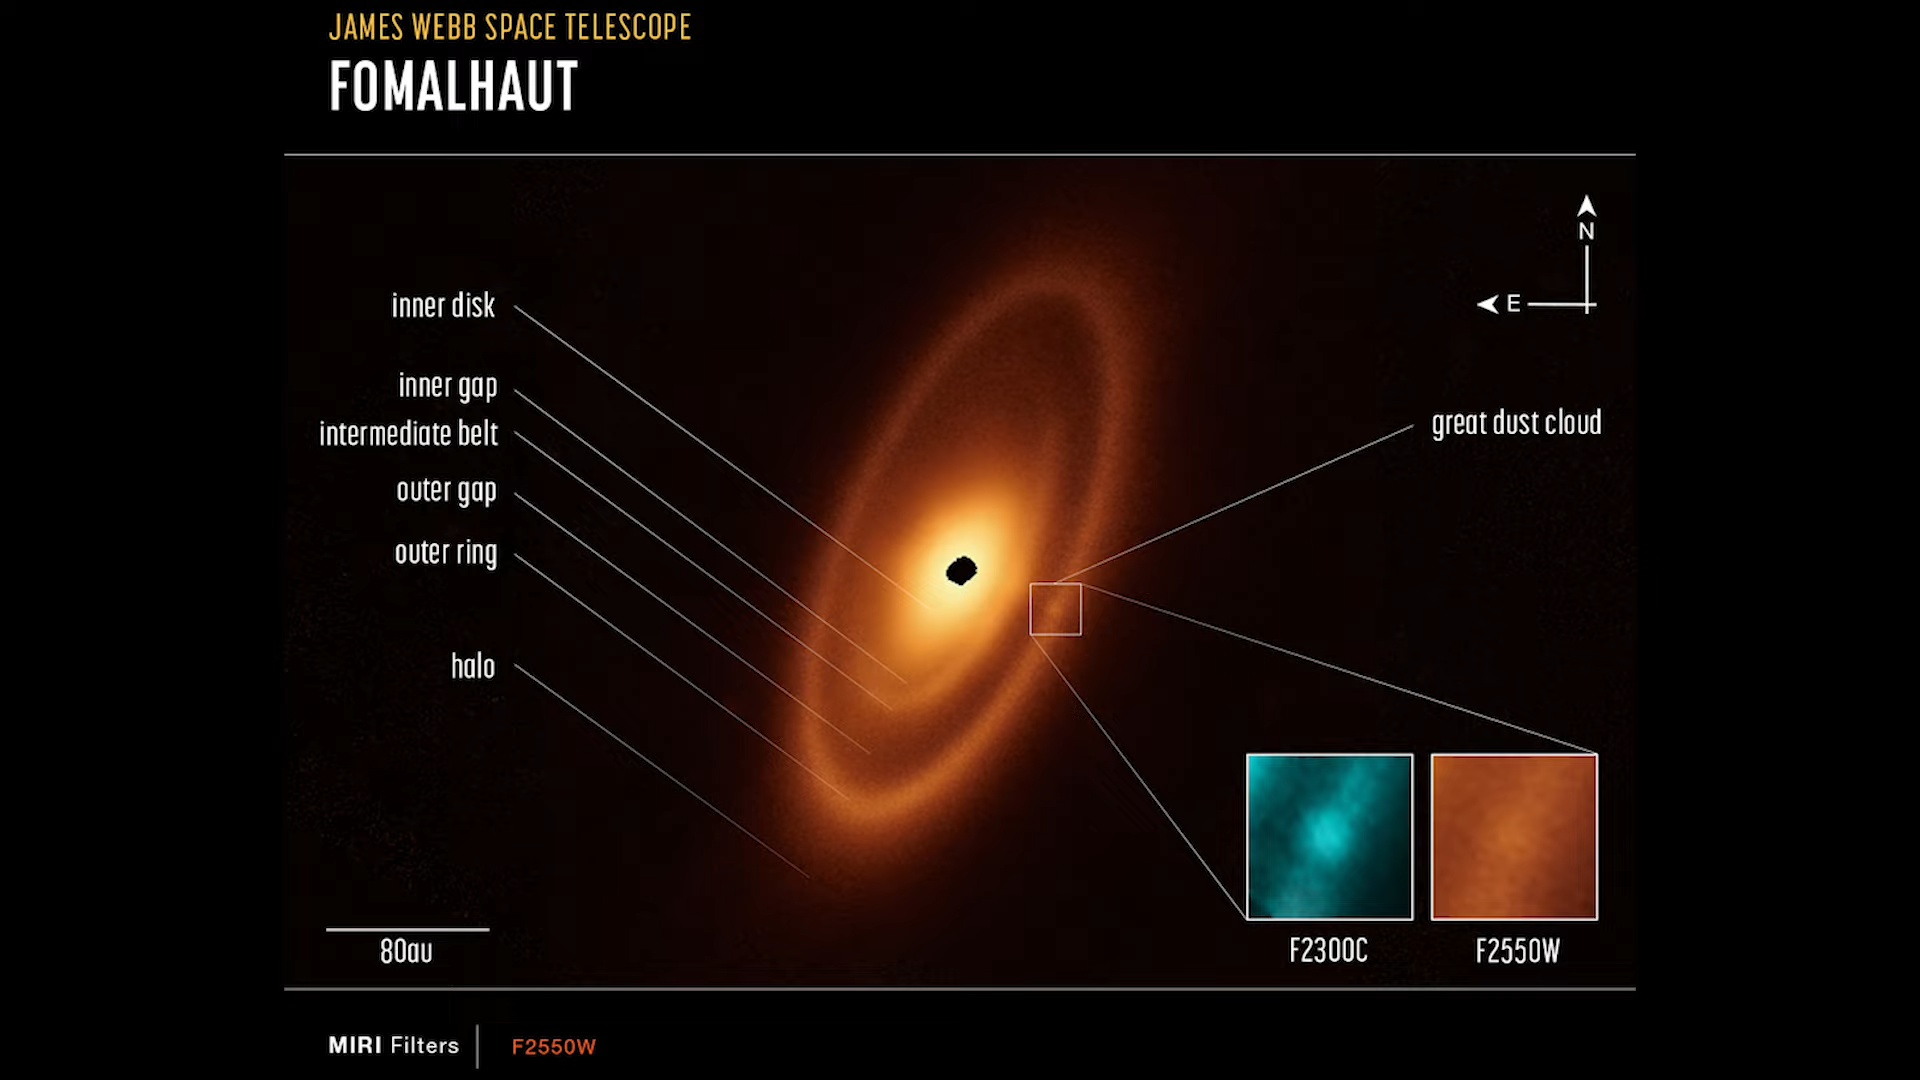 JAMES WEBB SPACE TELESCOPE
FOMALHAUT
N
E
inner disk
inner gap
intermediate belt
outer gap
outer ring
halo
great dust cloud
80au
F2300C
F2550W
MIRI Filters
F2550W